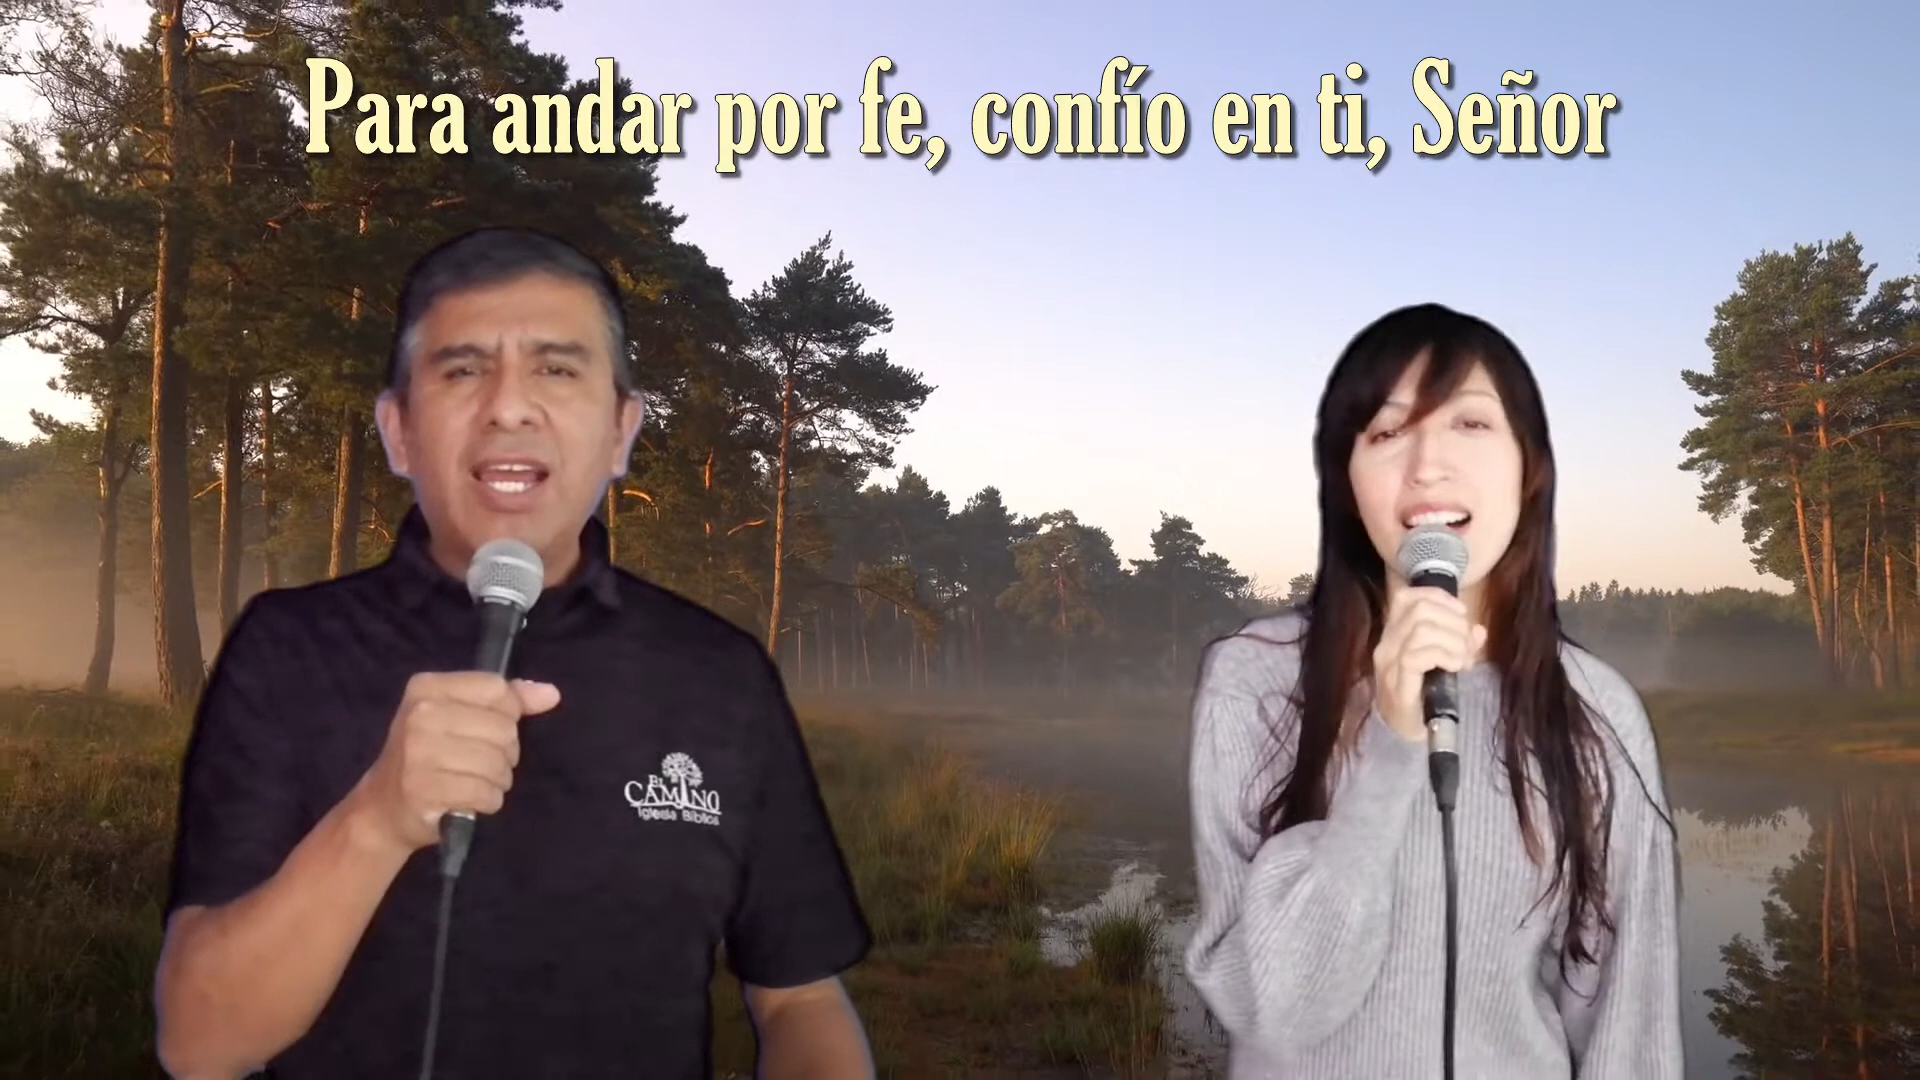 Para andar por fe, confío en ti, Señor
EL
CAMINO
Iglesia Bíblica